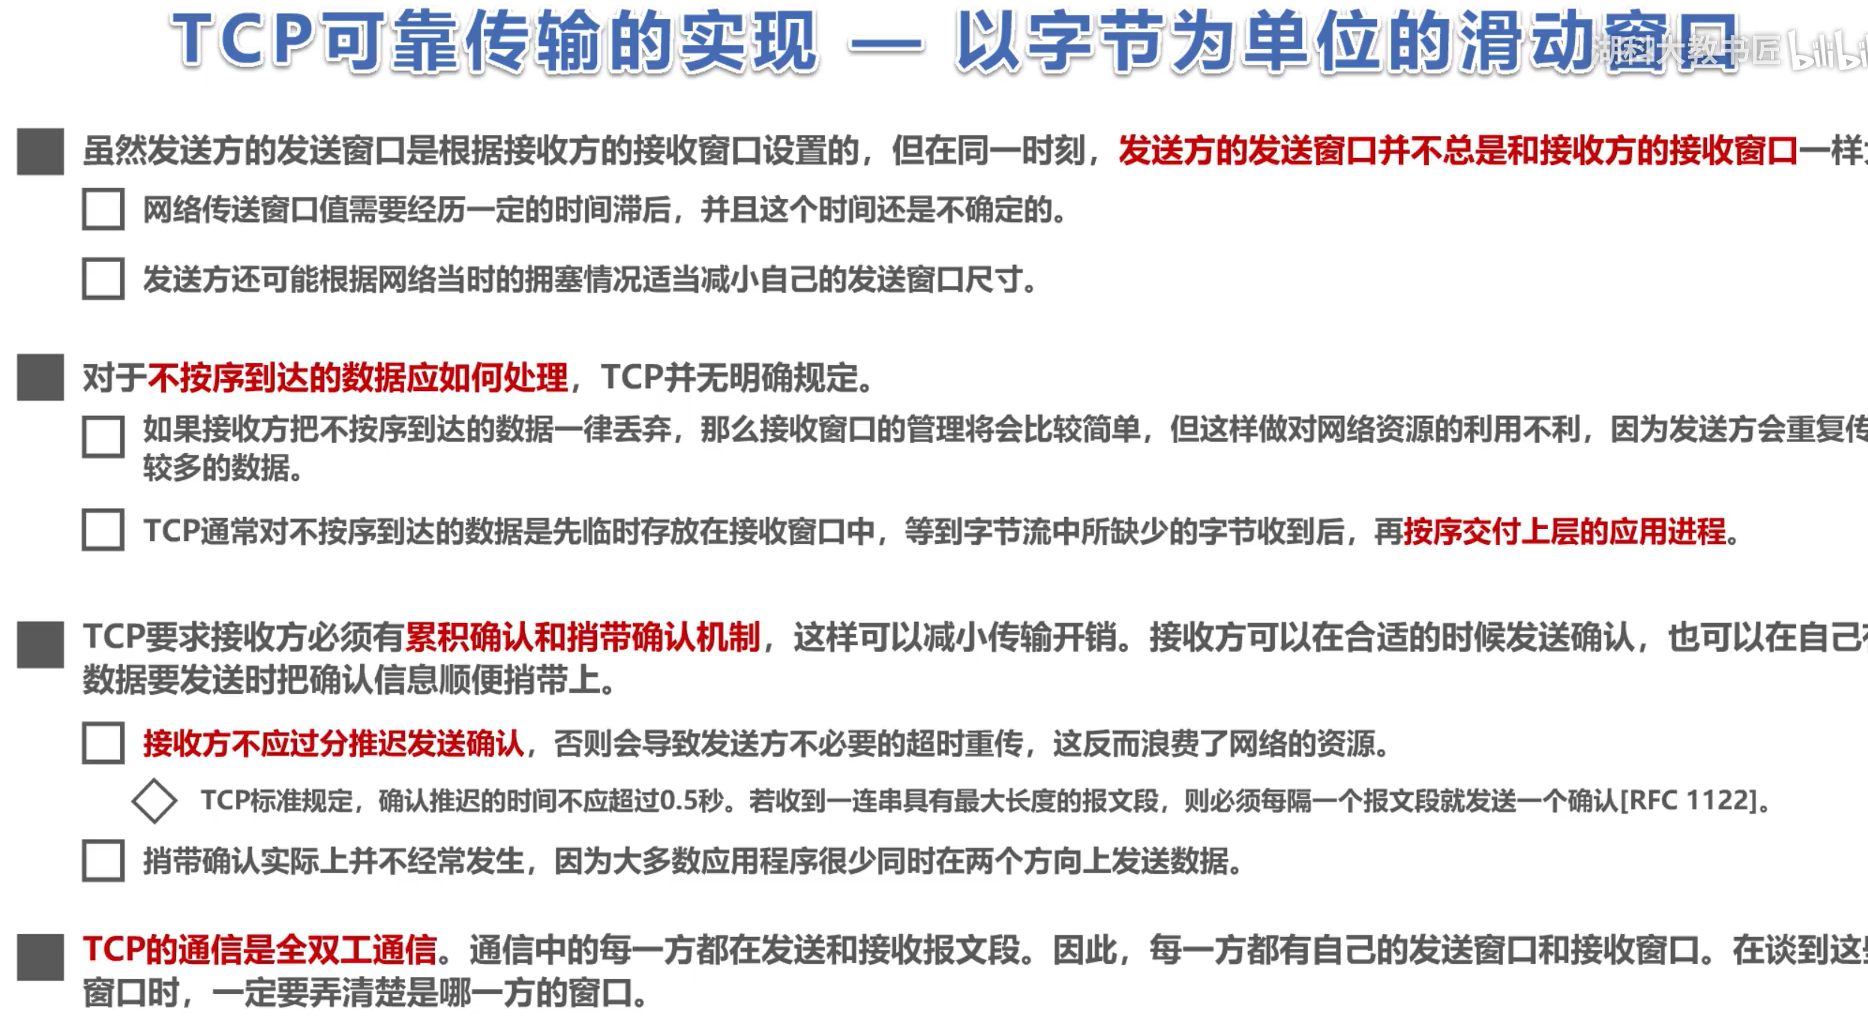 TCP可靠传输的实现 — 以字节为单位的滑动窗口
湖科大教书匠 bilibi
虽然发送方的发送窗口是根据接收方的接收窗口设置的，但在同一时刻，发送方的发送窗口并不总是和接收方的接收窗口一样
网络传送窗口值需要经历一定的时间滞后，并且这个时间还是不确定的。
发送方还可能根据网络当时的拥塞情况适当减小自己的发送窗口尺寸。
对于不按序到达的数据应如何处理，TCP并无明确规定。
如果接收方把不按序到达的数据一律丢弃，那么接收窗口的管理将会比较简单，但这样做对网络资源的利用不利，因为发送方会重复传
较多的数据。
TCP通常对不按序到达的数据是先临时存放在接收窗口中，等到字节流中所缺少的字节收到后，再按序交付上层的应用进程。
TCP要求接收方必须有累积确认和捎带确认机制，这样可以减小传输开销。接收方可以在合适的时候发送确认，也可以在自己
数据要发送时把确认信息顺便捎带上。
接收方不应过分推迟发送确认，否则会导致发送方不必要的超时重传，这反而浪费了网络的资源。
TCP标准规定，确认推迟的时间不应超过0.5秒。若收到一连串具有最大长度的报文段，则必须每隔一个报文段就发送一个确认[RFC 1122]。
捎带确认实际上并不经常发生，因为大多数应用程序很少同时在两个方向上发送数据。
TCP的通信是全双工通信。通信中的每一方都在发送和接收报文段。因此，每一方都有自己的发送窗口和接收窗口。在谈到这
窗口时，一定要弄清楚是哪一方的窗口。